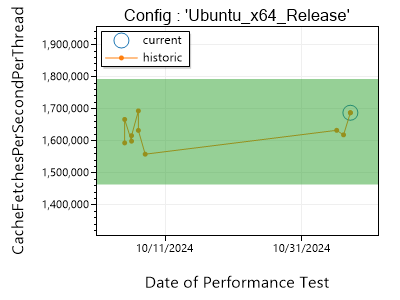 Config : 'Ubuntu_x64_Release'
CacheFetchesPerSecondPerThread
1,900,000
1,800,000
1,700,000
1,600,000
1,500,000
1,400,000
current
historic
10/11/2024
10/31/2024
Date of Performance Test